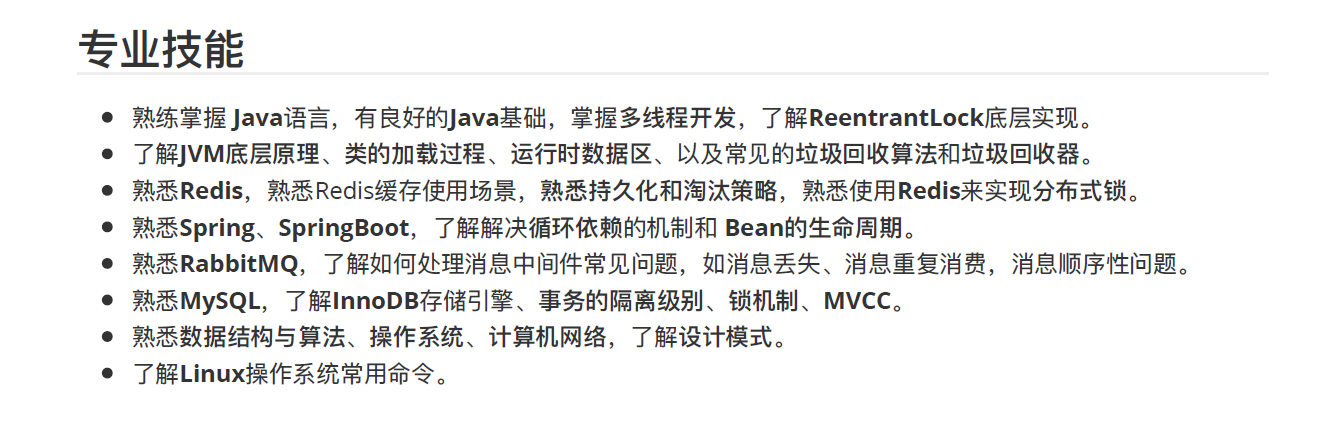 专业技能
熟练掌握 Java语言，有良好的Java基础，掌握多线程开发，了解ReentrantLock底层实现。
了解JVM底层原理、类的加载过程、运行时数据区、以及常见的垃圾回收算法和垃圾回收器。
熟悉Redis，熟悉Redis缓存使用场景，熟悉持久化和淘汰策略，熟悉使用Redis来实现分布式锁。
熟悉Spring、SpringBoot，了解解决循环依赖的机制和 Bean的生命周期。
熟悉RabbitMQ，了解如何处理消息中间件常见问题，如消息丢失、消息重复消费，消息顺序性问题。
熟悉MySQL，了解InnoDB存储引擎、事务的隔离级别、锁机制、MVCC。
熟悉数据结构与算法、操作系统、计算机网络，了解设计模式。
了解Linux操作系统常用命令。